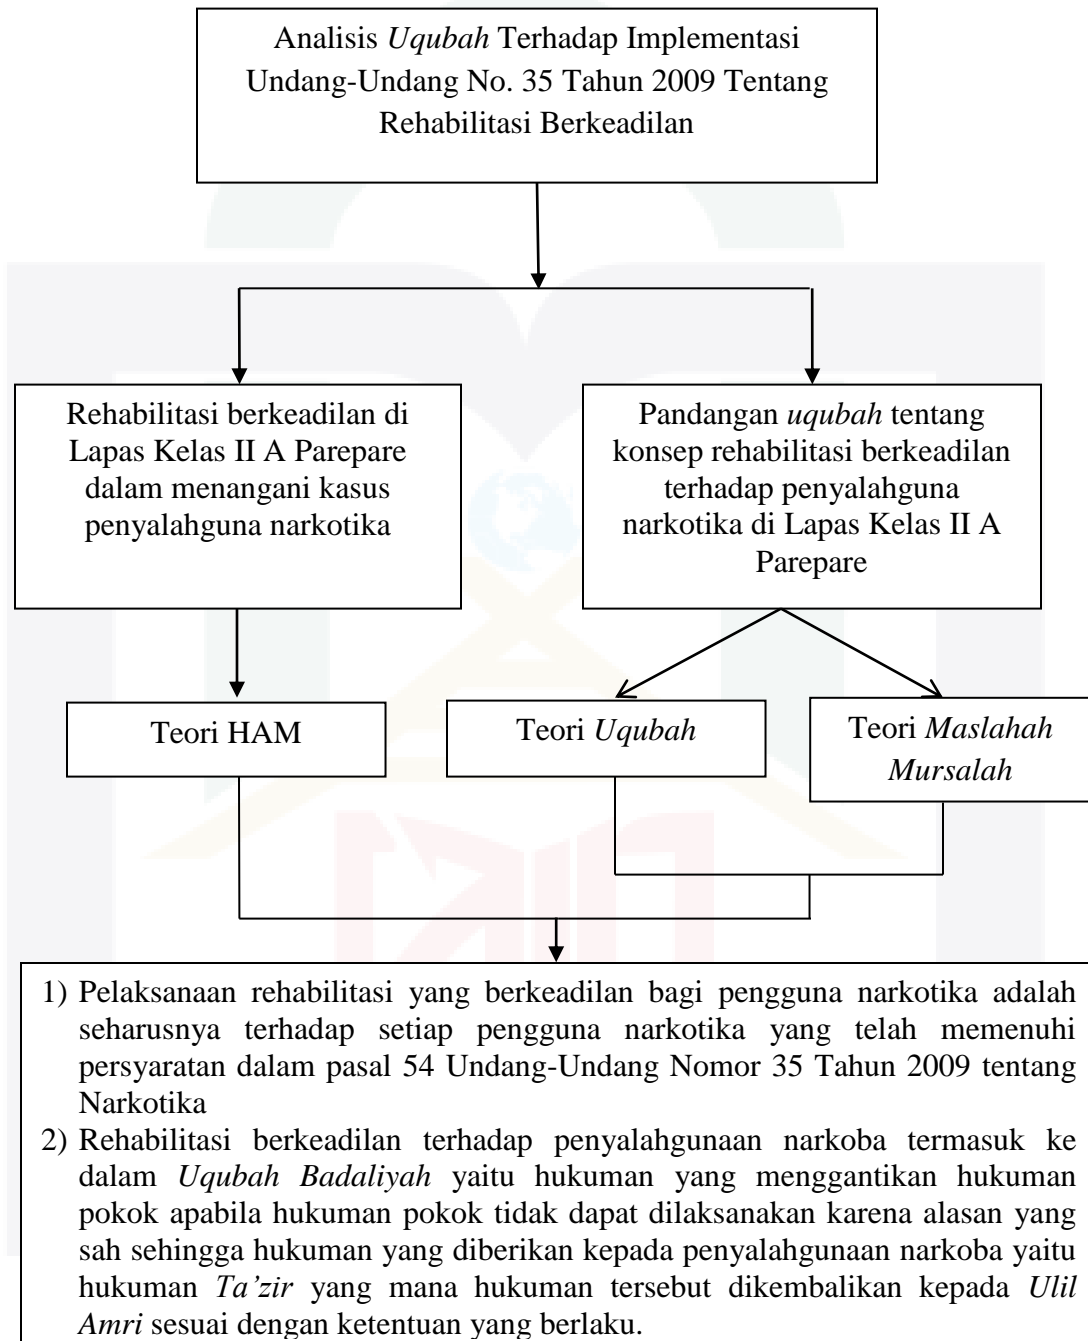 Analisis Uqubah Terhadap Implementasi
Undang-Undang No. 35 Tahun 2009 Tentang
Rehabilitasi Berkeadilan
Rehabilitasi berkeadilan di
Lapas Kelas II A Parepare
dalam menangani kasus
penyalahguna narkotika
Pandangan uqubah tentang
konsep rehabilitasi berkeadilan
terhadap penyalahguna
narkotika di Lapas Kelas II A
Parepare
Teori HAM
Teori Uqubah
Teori Maslahah
Mursalah
1) Pelaksanaan rehabilitasi yang berkeadilan bagi pengguna narkotika adalah
seharusnya terhadap setiap pengguna narkotika yang telah memenuhi
persyaratan dalam pasal 54 Undang-Undang Nomor 35 Tahun 2009 tentang
Narkotika
2) Rehabilitasi berkeadilan terhadap penyalahgunaan narkoba termasuk ke
dalam Uqubah Badaliyah yaitu hukuman yang menggantikan hukuman
pokok apabila hukuman pokok tidak dapat dilaksanakan karena alasan yang
sah sehingga hukuman yang diberikan kepada penyalahgunaan narkoba yaitu
hukuman Ta’zir yang mana hukuman tersebut dikembalikan kepada Ulil
Amri sesuai dengan ketentuan yang berlaku.